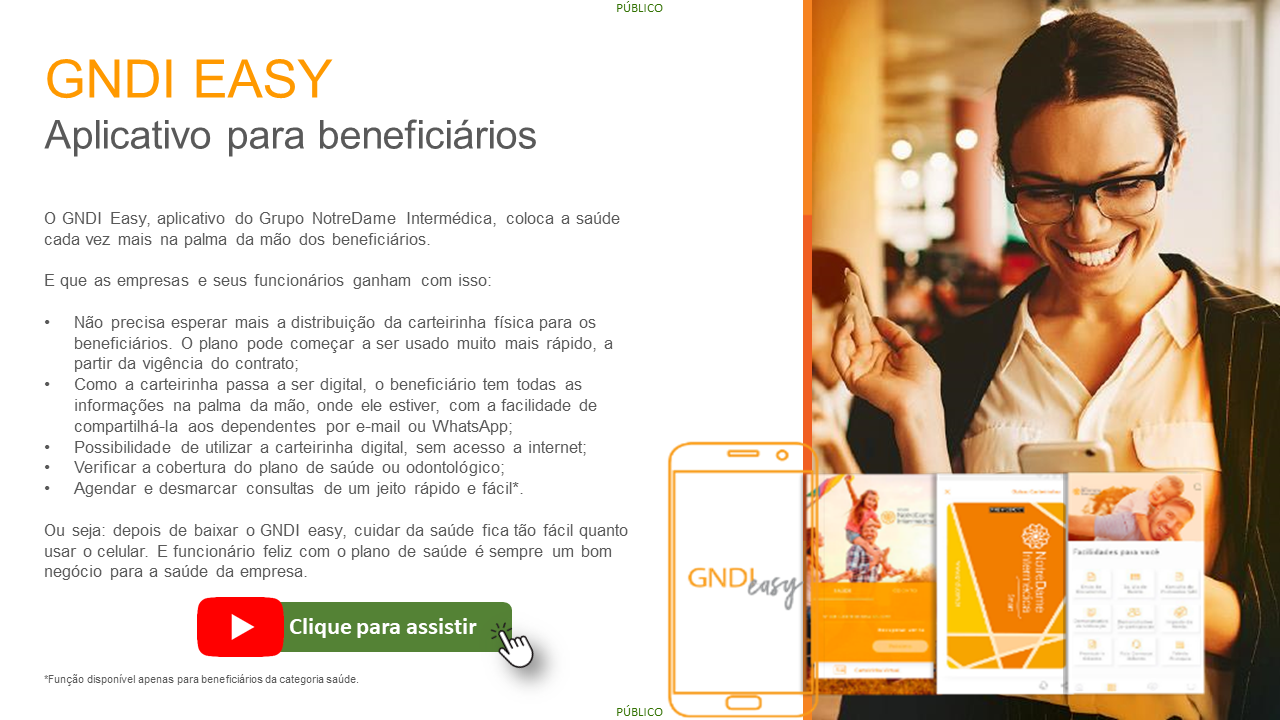 PÚBLICO
GNDI EASY
Aplicativo para beneficiários
O GNDI Easy, aplicativo do Grupo NotreDame Intermédica, coloca a saúde
cada vez mais na palma da mão dos beneficiários.
E que as empresas e seus funcionários ganham com isso:
• Não precisa esperar mais a distribuição da carteirinha física para os
beneficiários. O plano pode começar a ser usado muito mais rápido, a
partir da vigência do contrato;
• Como a carteirinha passa a ser digital, o beneficiário tem todas as
informações na palma da mão, onde ele estiver, com a facilidade de
compartilhá-la aos dependentes por e-mail ou WhatsApp;
• Possibilidade de utilizar a carteirinha digital, sem acesso a internet;
• Verificar a cobertura do plano de saúde ou odontológico;
• Agendar e desmarcar consultas de um jeito rápido e fácil*.
Ou seja: depois de baixar o GNDI easy, cuidar da saúde fica tão fácil quanto
usar o celular. E funcionário feliz com o plano de saúde é sempre um bom
negócio para a saúde da empresa.
Clique para assistir
*Função disponível apenas para beneficiários da categoria saúde.
PÚBLICO
GNDI
easy
NotreDame
Intermédica
NotreDame
Intermédica
Smart
Facilidades para você